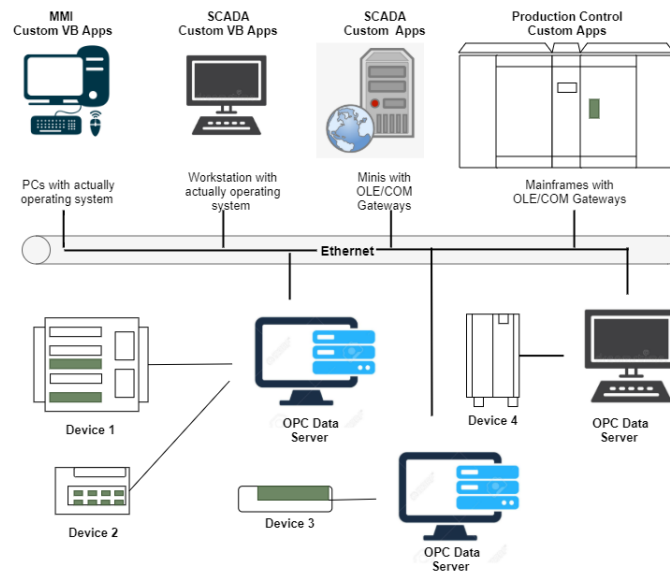 MMI
Custom VB Apps
SCADA
Custom VB Apps
SCADA
Custom Apps
Production Control
Custom Apps
PCs with actually
operating system
Workstation with
actually operating
system
Minis with
OLE/COM
Gateways
Mainframes with
OLE/COM Gateways
Ethernet
Device 1
OPC Data
Server
Device 4
OPC Data
Server
Device 2
Device 3
OPC Data
Server